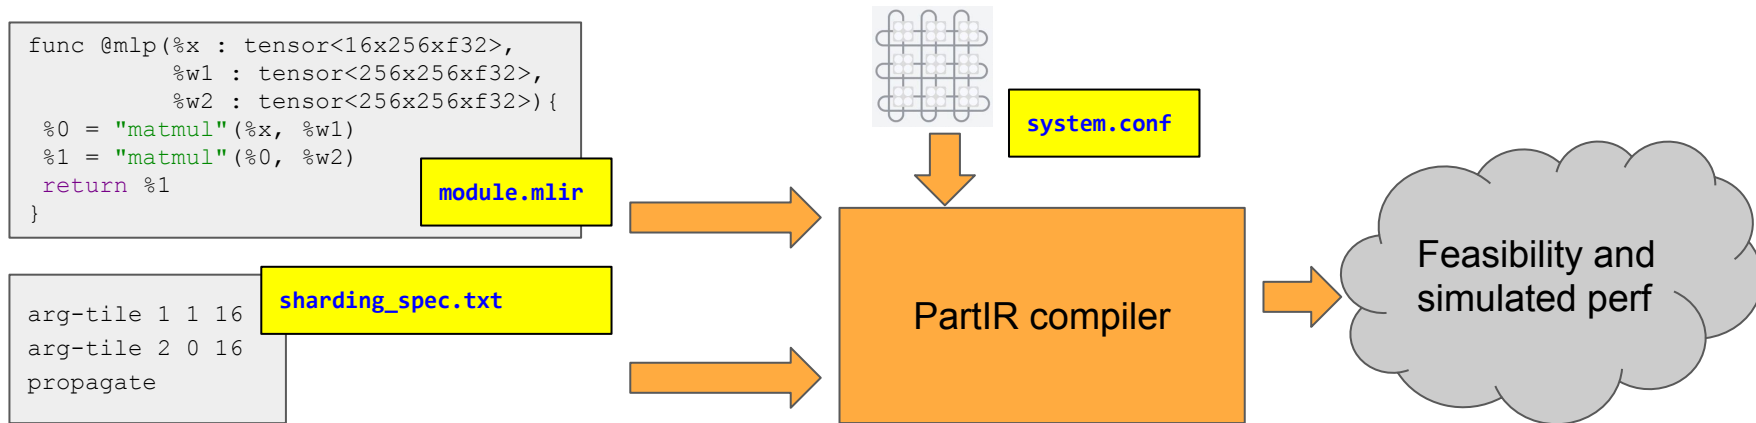 func @mlp(%x : tensor<16x256xf32>,
          %w1 : tensor<256x256xf32>,
          %w2 : tensor<256x256xf32>){
 %0 = "matmul"(%x, %w1)
 %1 = "matmul"(%0, %w2)
 return %1
}
module.mlir
arg-tile 1 1 16
arg-tile 2 0 16
propagate
sharding_spec.txt
system.conf
PartIR compiler
Feasibility and
simulated perf